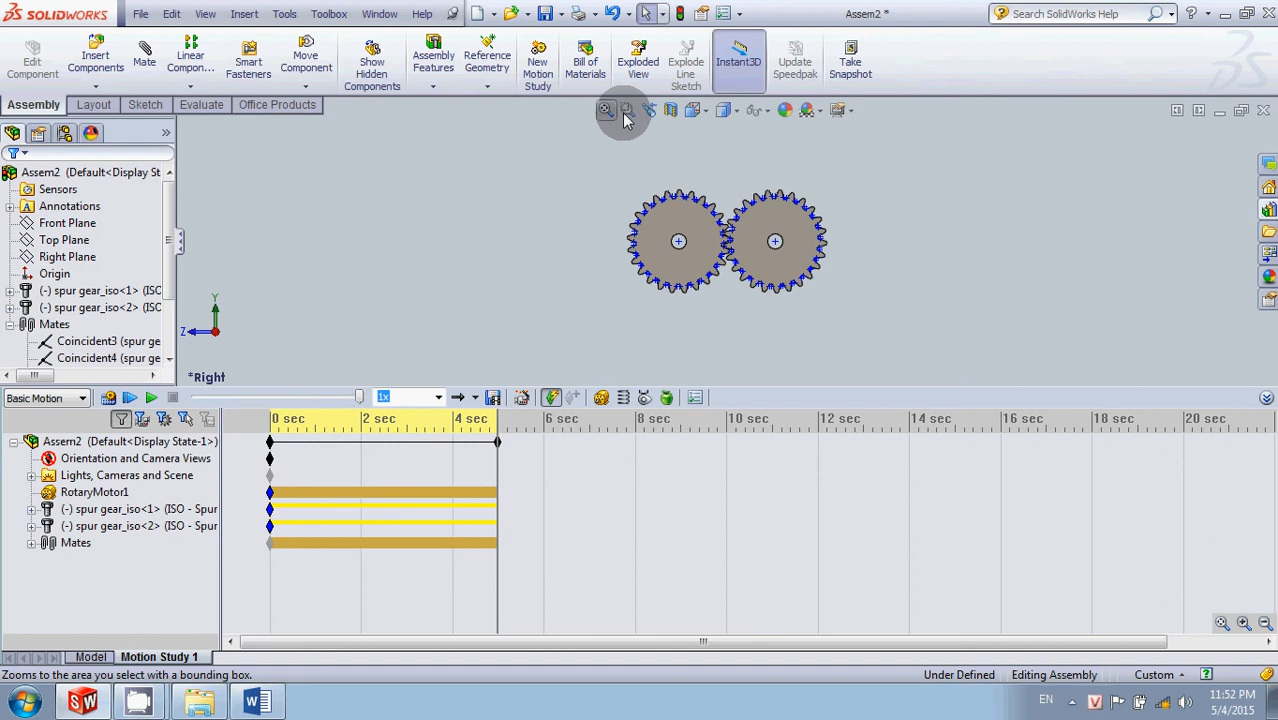 SOLIDWORKS File Edit View Insert Tools Toolbox Window Help Assem2 * Search SolidWorks Help
Edit Component
Insert Components
Mate
Linear Compon...
Smart Fasteners
Move Component
Show Hidden Components
Assembly Features
Reference Geometry
New Motion Study
Bill of Materials
Exploded View
Explode Line Sketch
Instant3D
Update Speedpak
Take Snapshot
Assembly Layout Sketch Evaluate Office Products
Assem2 (Default<Display State
Sensors
Annotations
Front Plane
Top Plane
Right Plane
Origin
(-) spur gear_iso<1> (ISO
(-) spur gear_iso<2> (ISO
Mates
Coincident3 (spur ge
Coincident4 (spur ge
Y
Z
*Right
Basic Motion 1x
0 sec 2 sec 4 sec 6 sec 8 sec 10 sec 12 sec 14 sec 16 sec 18 sec 20 sec
Assem2 (Default<Display State-1>)
Orientation and Camera Views
Lights, Cameras and Scene
RotaryMotor1
(-) spur gear_iso<1> (ISO - Spur
(-) spur gear_iso<2> (ISO - Spur
Mates
Model Motion Study 1
Zooms to the area you select with a bounding box. Under Defined Editing Assembly Custom
EN 11:52 PM
5/4/2015